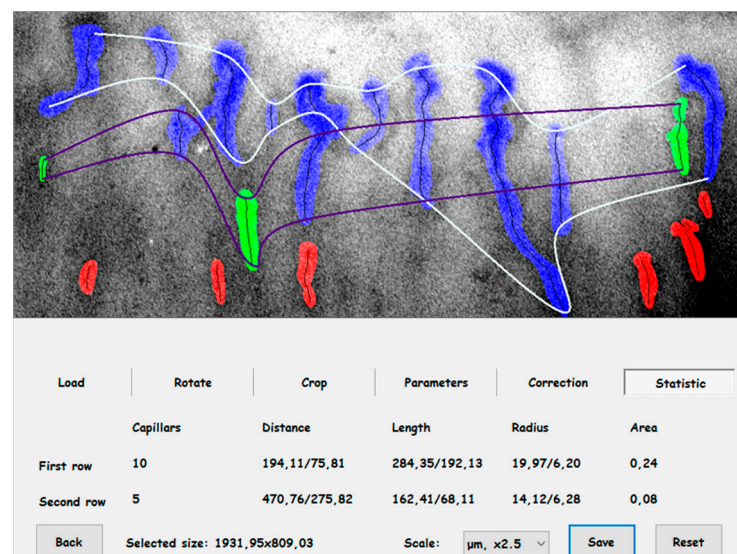 Load Rotate Crop Parameters Correction Statistic
Capillars Distance Length Radius Area
First row 10 194,11/75,81 284,35/192,13 19,97/6,20 0,24
Second row 5 470,76/275,82 162,41/68,11 14,12/6,28 0,08
Back Selected size: 1931,95x809,03 Scale: µm, x2.5 Save Reset